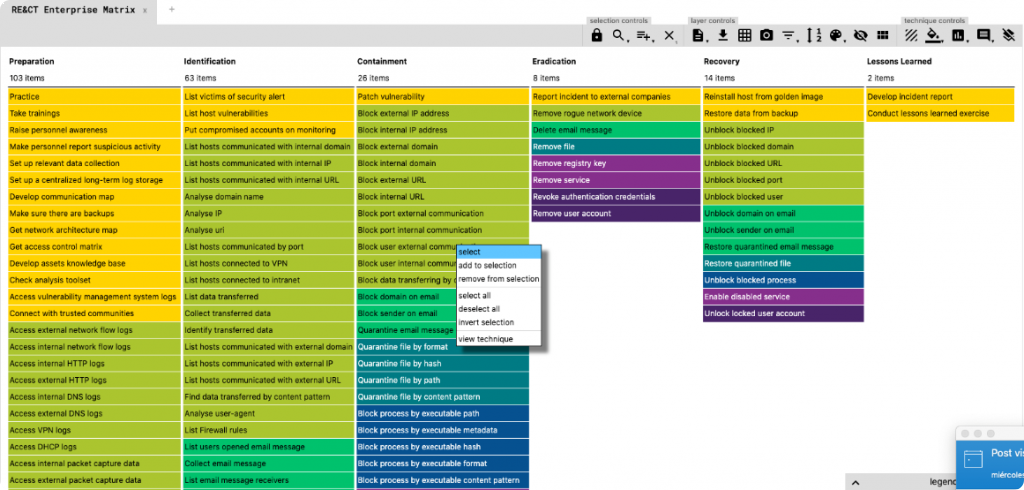 RE&CT Enterprise Matrix x +
selection controls
layer controls
technique controls
Preparation
103 items
Practice
Take trainings
Raise personnel awareness
Make personnel report suspicious activity
Set up relevant data collection
Set up a centralized long-term log storage
Develop communication map
Make sure there are backups
Get network architecture map
Get access control matrix
Develop assets knowledge base
Check analysis toolset
Access vulnerability management system logs
Connect with trusted communities
Access external network flow logs
Access internal network flow logs
Access internal HTTP logs
Access external HTTP logs
Access internal DNS logs
Access external DNS logs
Access VPN logs
Access DHCP logs
Access internal packet capture data
Access external packet capture data
Identification
63 items
List victims of security alert
List host vulnerabilities
Put compromised accounts on monitoring
List hosts communicated with internal domain
List hosts communicated with internal IP
List hosts communicated with internal URL
Analyse domain name
Analyse IP
Analyse uri
List hosts communicated by port
List hosts connected to VPN
List hosts connected to intranet
List data transferred
Collect transferred data
Identify transferred data
List hosts communicated with external domain
List hosts communicated with external IP
List hosts communicated with external URL
Find data transferred by content pattern
Analyse user-agent
List Firewall rules
List users opened email message
Collect email message
List email message receivers
Containment
26 items
Patch vulnerability
Block external IP address
Block internal IP address
Block external domain
Block internal domain
Block external URL
Block internal URL
Block port external communication
Block port internal communication
Block user external
Block user internal
Block data transferring by
Block domain on email
Block sender on email
Quarantine email message
Quarantine file by format
Quarantine file by hash
Quarantine file by path
Quarantine file by content pattern
Block process by executable path
Block process by executable metadata
Block process by executable hash
Block process by executable format
Block process by executable content pattern
select
add to selection
remove from selection
select all
deselect all
invert selection
view technique
Eradication
8 items
Report incident to external companies
Remove rogue network device
Delete email message
Remove file
Remove registry key
Remove service
Revoke authentication credentials
Remove user account
Recovery
14 items
Reinstall host from golden image
Restore data from backup
Unblock blocked IP
Unblock blocked domain
Unblock blocked URL
Unblock blocked port
Unblock blocked user
Unblock domain on email
Unblock sender on email
Restore quarantined email message
Restore quarantined file
Unblock blocked process
Enable disabled service
Unlock locked user account
Lessons Learned
2 items
Develop incident report
Conduct lessons learned exercise
legen
Post vis
miércoles